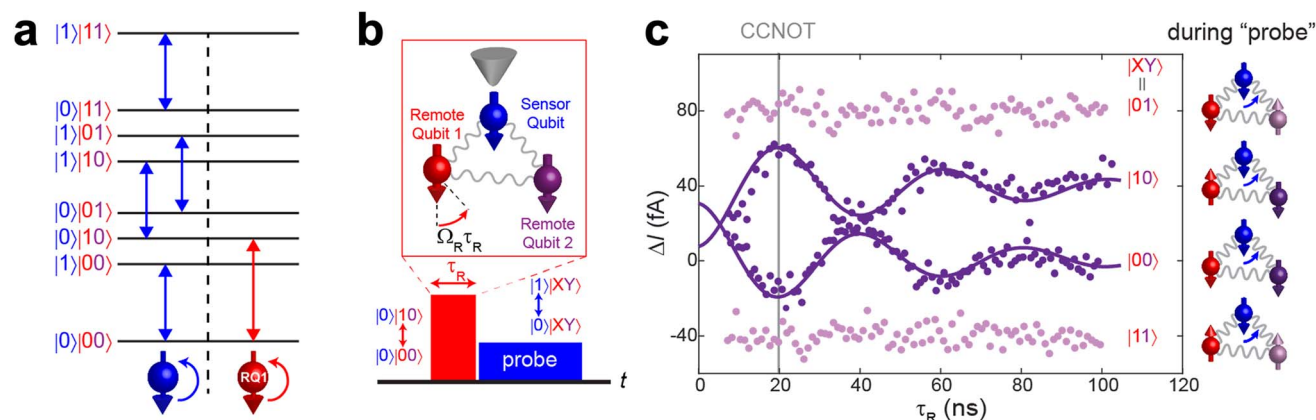 a
|1⟩|11⟩
|0⟩|11⟩
|1⟩|01⟩
|1⟩|10⟩
|0⟩|01⟩
|0⟩|10⟩
|1⟩|00⟩
|0⟩|00⟩
RQ1
b
Remote
Qubit 1
Sensor
Qubit
Remote
Qubit 2
Ω_Rτ_R
τ_R
|0⟩|10⟩
|0⟩|00⟩
|1⟩|XY⟩
|0⟩|XY⟩
probe
t
c
CCNOT
during “probe”
|XY⟩
=
|01⟩
|10⟩
|00⟩
|11⟩
ΔI (fA)
80
40
0
-40
0 20 40 60 80 100 120
τ_R (ns)